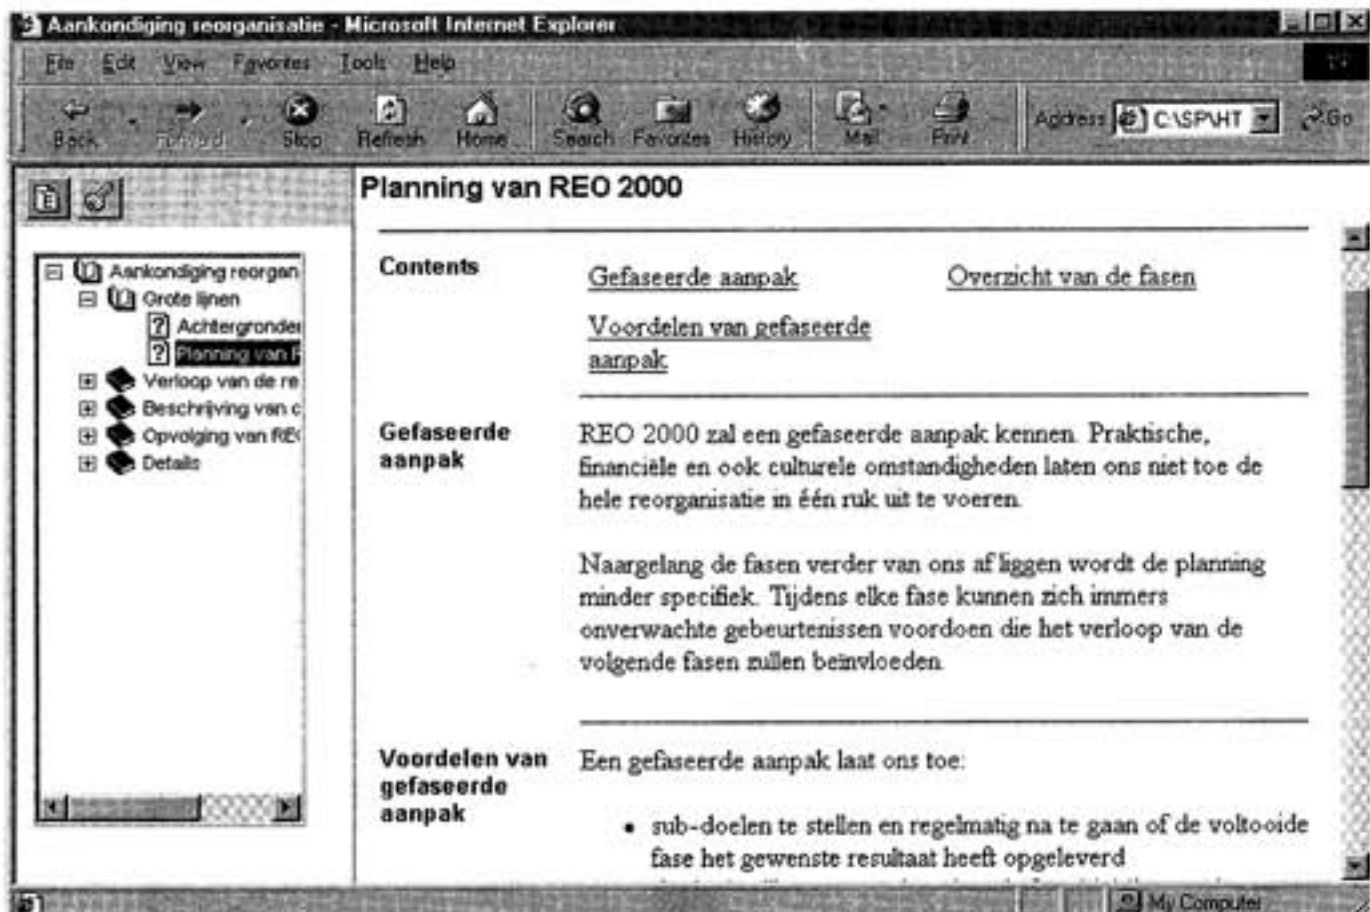 Aankondiging reorganisatie - Microsoft Internet Explorer
File Edit View Favorites Tools Help
Back Forward Stop Refresh Home Search Favorites History Mail Print Address C:\SP\HT Go
Planning van REO 2000
Aankondiging reorgan
Grote lijnen
Achtergronden
Planning van R
Verloop van de re
Beschrijving van c
Opvolging van REO
Details
Contents
Gefaseerde aanpak Overzicht van de fasen
Voordelen van gefaseerde
aanpak
Gefaseerde
aanpak
REO 2000 zal een gefaseerde aanpak kennen. Praktische,
financiële en ook culturele omstandigheden laten ons niet toe de
hele reorganisatie in één ruk uit te voeren.
Naargelang de fasen verder van ons af liggen wordt de planning
minder specifiek. Tijdens elke fase kunnen zich immers
onverwachte gebeurtenissen voordoen die het verloop van de
volgende fasen zullen beïnvloeden.
Voordelen van
gefaseerde
aanpak
Een gefaseerde aanpak laat ons toe:
• sub-doelen te stellen en regelmatig na te gaan of de voltooide
fase het gewenste resultaat heeft opgeleverd
My Computer